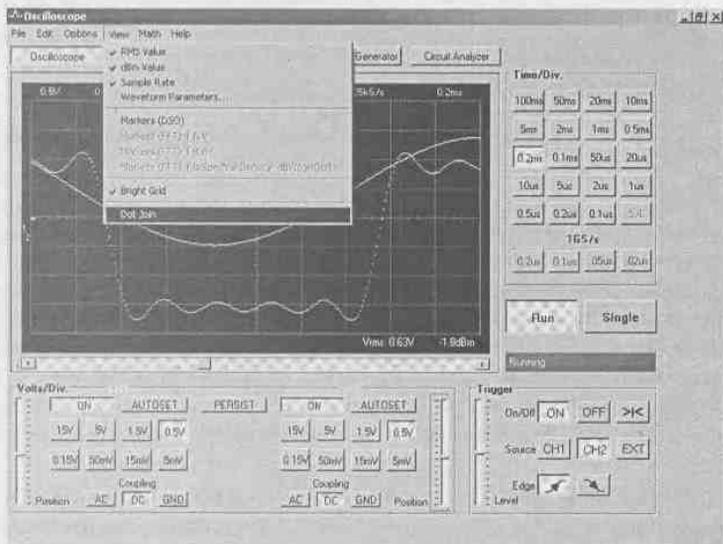 Oscilloscope
File Edit Options View Math Help
Oscilloscope
Generator
Circuit Analyzer
RMS Value
dBm Value
Sample Rate
Waveform Parameters....
Markers (DSO)
Bright Grid
Dot Join
0.2ms
Vrms 0.63V -1.8dBm
Time/Div.
100ms 50ms 20ms 10ms
5ms 2ms 1ms 0.5ms
0.2ms 0.1ms 50us 20us
10us 5us 2us 1us
0.5us 0.2us 0.1us
1GS/s
0.2us 0.1us .05us .02us
Run Single
Running
Volts/Div.
ON AUTOSET PERSIST ON AUTOSET
15V 5V 1.5V 0.5V
15V 5V 1.5V 0.5V
0.15V 50mV 15mV 5mV
0.15V 50mV 15mV 5mV
Coupling
Coupling
Position AC DC GND
AC DC GND Position
Trigger
On/Off ON OFF >|<
Source CH1 CH2 EXT
Edge
Level